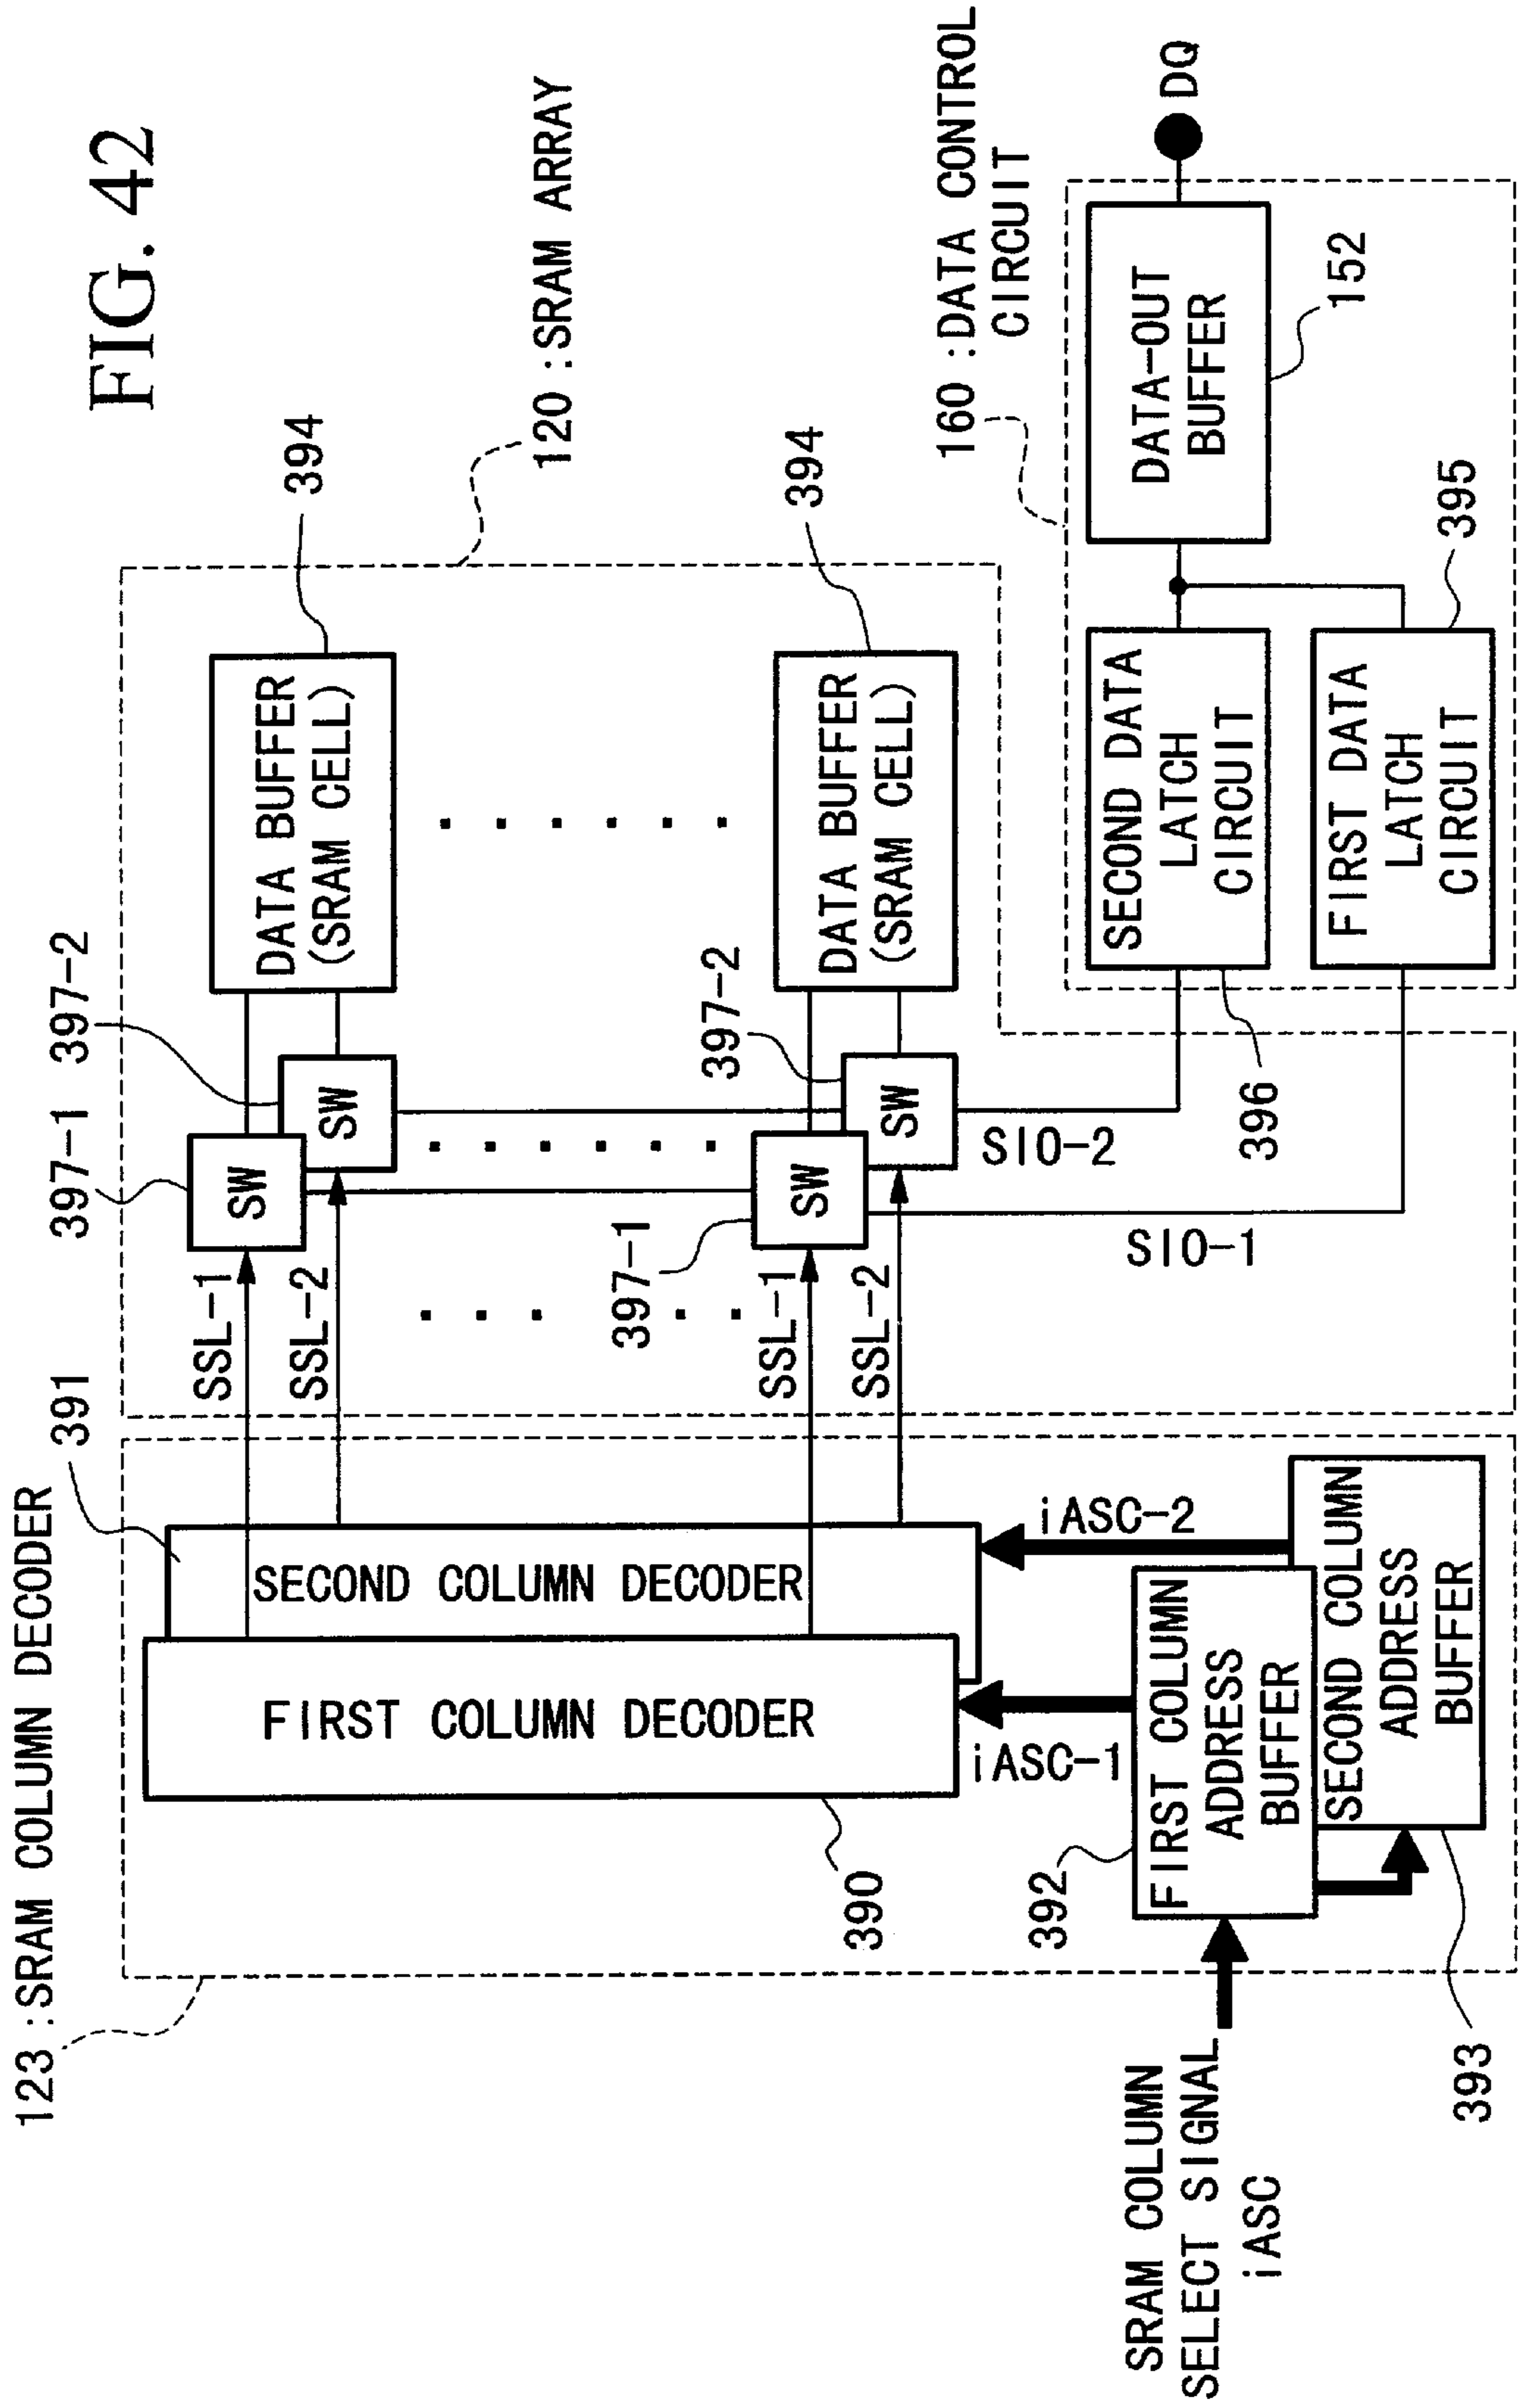 FIG. 42
123 : SRAM COLUMN DECODER
391
FIRST COLUMN DECODER
SECOND COLUMN DECODER
390
iASC-1
iASC-2
392
FIRST COLUMN
ADDRESS
BUFFER
SECOND COLUMN
ADDRESS
BUFFER
393
SRAM COLUMN
SELECT SIGNAL
iASC
120 : SRAM ARRAY
SSL-1
SSL-2
397-1
397-2
SW
SW
DATA BUFFER
(SRAM CELL)
394
SSL-1
SSL-2
397-1
397-2
SW
SW
DATA BUFFER
(SRAM CELL)
394
SIO-2
SIO-1
160 : DATA CONTROL
CIRCUIT
SECOND DATA
LATCH
CIRCUIT
396
FIRST DATA
LATCH
CIRCUIT
395
DATA-OUT
BUFFER
152
DQ